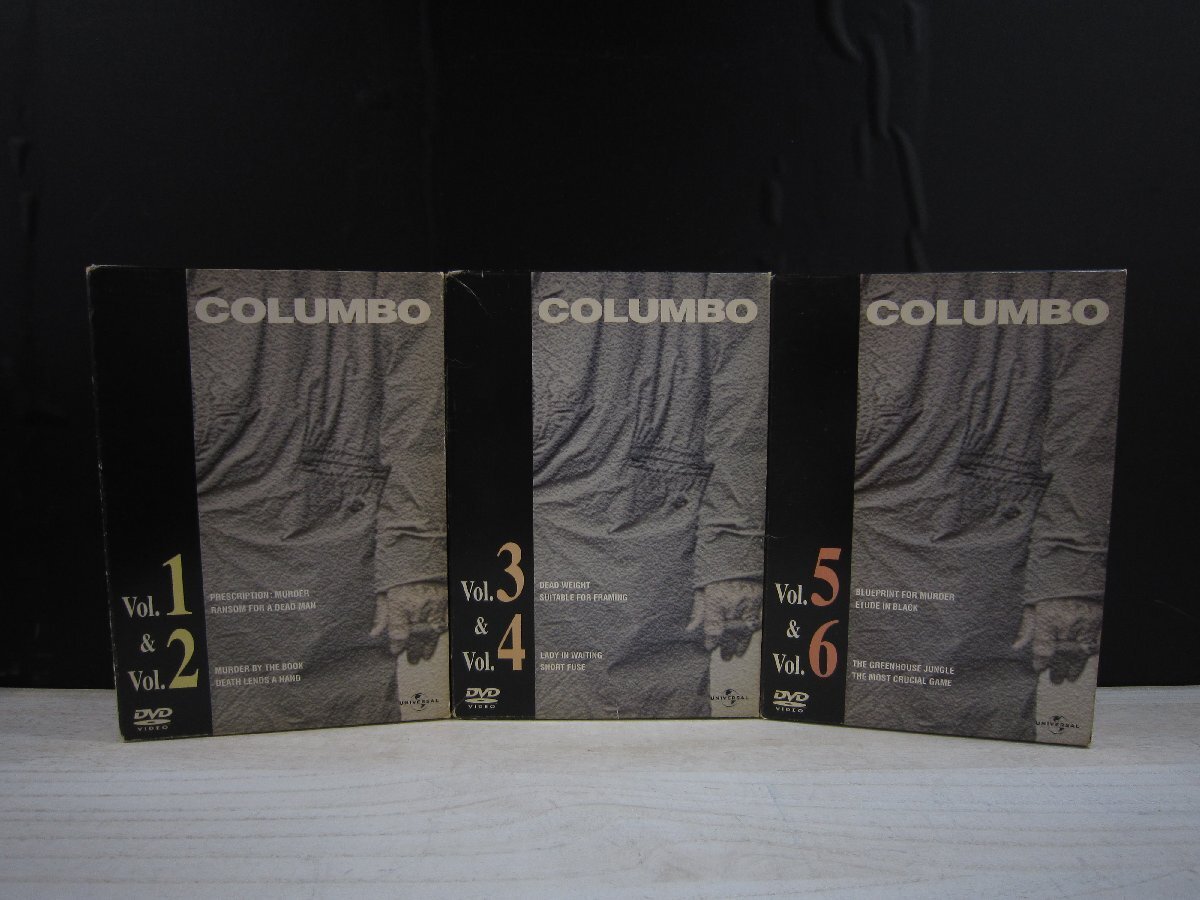 COLUMBO
Vol. 1
&
Vol. 2
PRESCRIPTION: MURDER
RANSOM FOR A DEAD MAN
MURDER BY THE BOOK
DEATH LENDS A HAND
DVD
VIDEO
UNIVERSAL
COLUMBO
Vol. 3
&
Vol. 4
DEAD WEIGHT
SUITABLE FOR FRAMING
LADY IN WAITING
SHORT FUSE
DVD
VIDEO
UNIVERSAL
COLUMBO
Vol. 5
&
Vol. 6
BLUEPRINT FOR MURDER
ETUDE IN BLACK
THE GREENHOUSE JUNGLE
THE MOST CRUCIAL GAME
DVD
VIDEO
UNIVERSAL